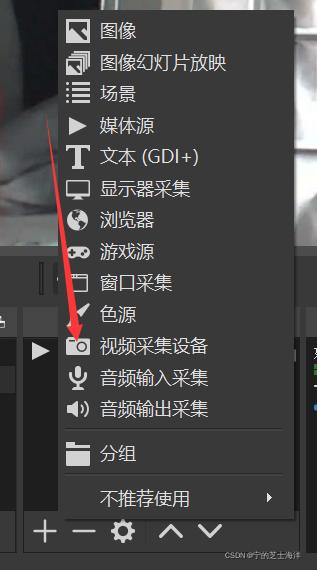 图像
图像幻灯片放映
场景
媒体源
文本 (GDI+)
显示器采集
浏览器
游戏源
窗口采集
色源
视频采集设备
音频输入采集
音频输出采集
分组
不推荐使用
CSDN @宁的芝士海洋